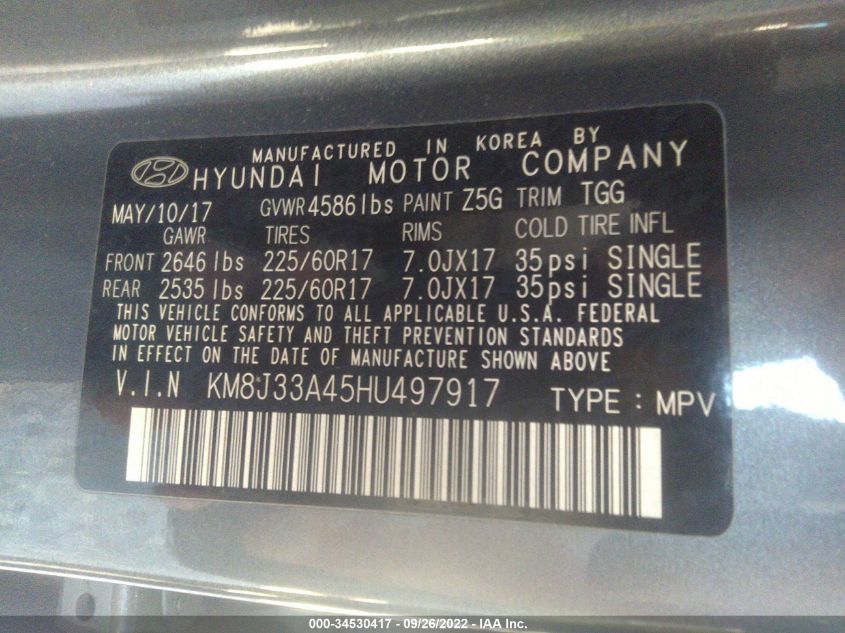 MANUFACTURED IN KOREA BY
HYUNDAI MOTOR COMPANY
MAY/10/17 GVWR 4586 lbs PAINT Z5G TRIM TGG
GAWR TIRES RIMS COLD TIRE INFL
FRONT 2646 lbs 225/60R17 7.0JX17 35psi SINGLE
REAR 2535 lbs 225/60R17 7.0JX17 35psi SINGLE
THIS VEHICLE CONFORMS TO ALL APPLICABLE U.S.A. FEDERAL
MOTOR VEHICLE SAFETY AND THEFT PREVENTION STANDARDS
IN EFFECT ON THE DATE OF MANUFACTURE SHOWN ABOVE
V.I.N KM8J33A45HU497917 TYPE : MPV
000-34530417 - 09/26/2022 - IAA Inc.